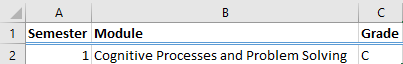 A B C
1 Semester Module Grade
2 1 Cognitive Processes and Problem Solving C